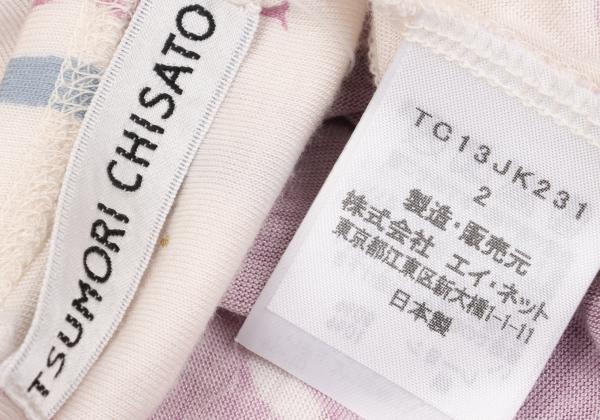 TSUMORI CHISATO
TC13JK231
2
製造・販売元
株式会社 エイ・ネット
東京都江東区新大橋1-1-11
日本製